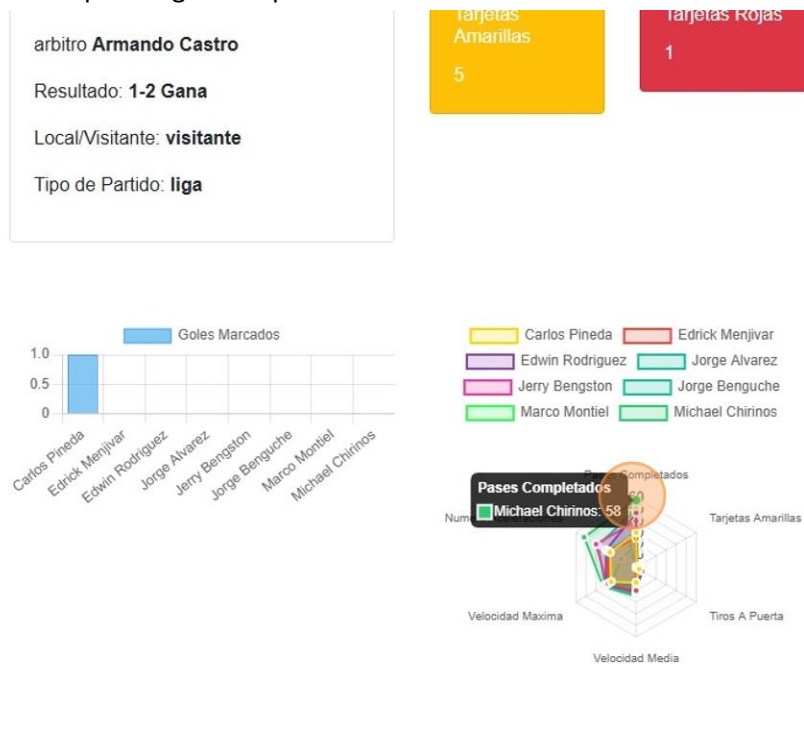 Tarjetas
Amarillas
5
Tarjetas Rojas
1
arbitro Armando Castro
Resultado: 1-2 Gana
Local/Visitante: visitante
Tipo de Partido: liga
Goles Marcados
1.0
0.5
0
Carlos Pineda
Edrick Menjivar
Edwin Rodriguez
Jorge Alvarez
Jerry Bengston
Jorge Benguche
Marco Montiel
Michael Chirinos
Carlos Pineda
Edrick Menjivar
Edwin Rodriguez
Jorge Alvarez
Jerry Bengston
Jorge Benguche
Marco Montiel
Michael Chirinos
Completados
60
Pases Completados
Michael Chirinos: 58
Tarjetas Amarillas
Tiros A Puerta
Velocidad Media
Velocidad Maxima